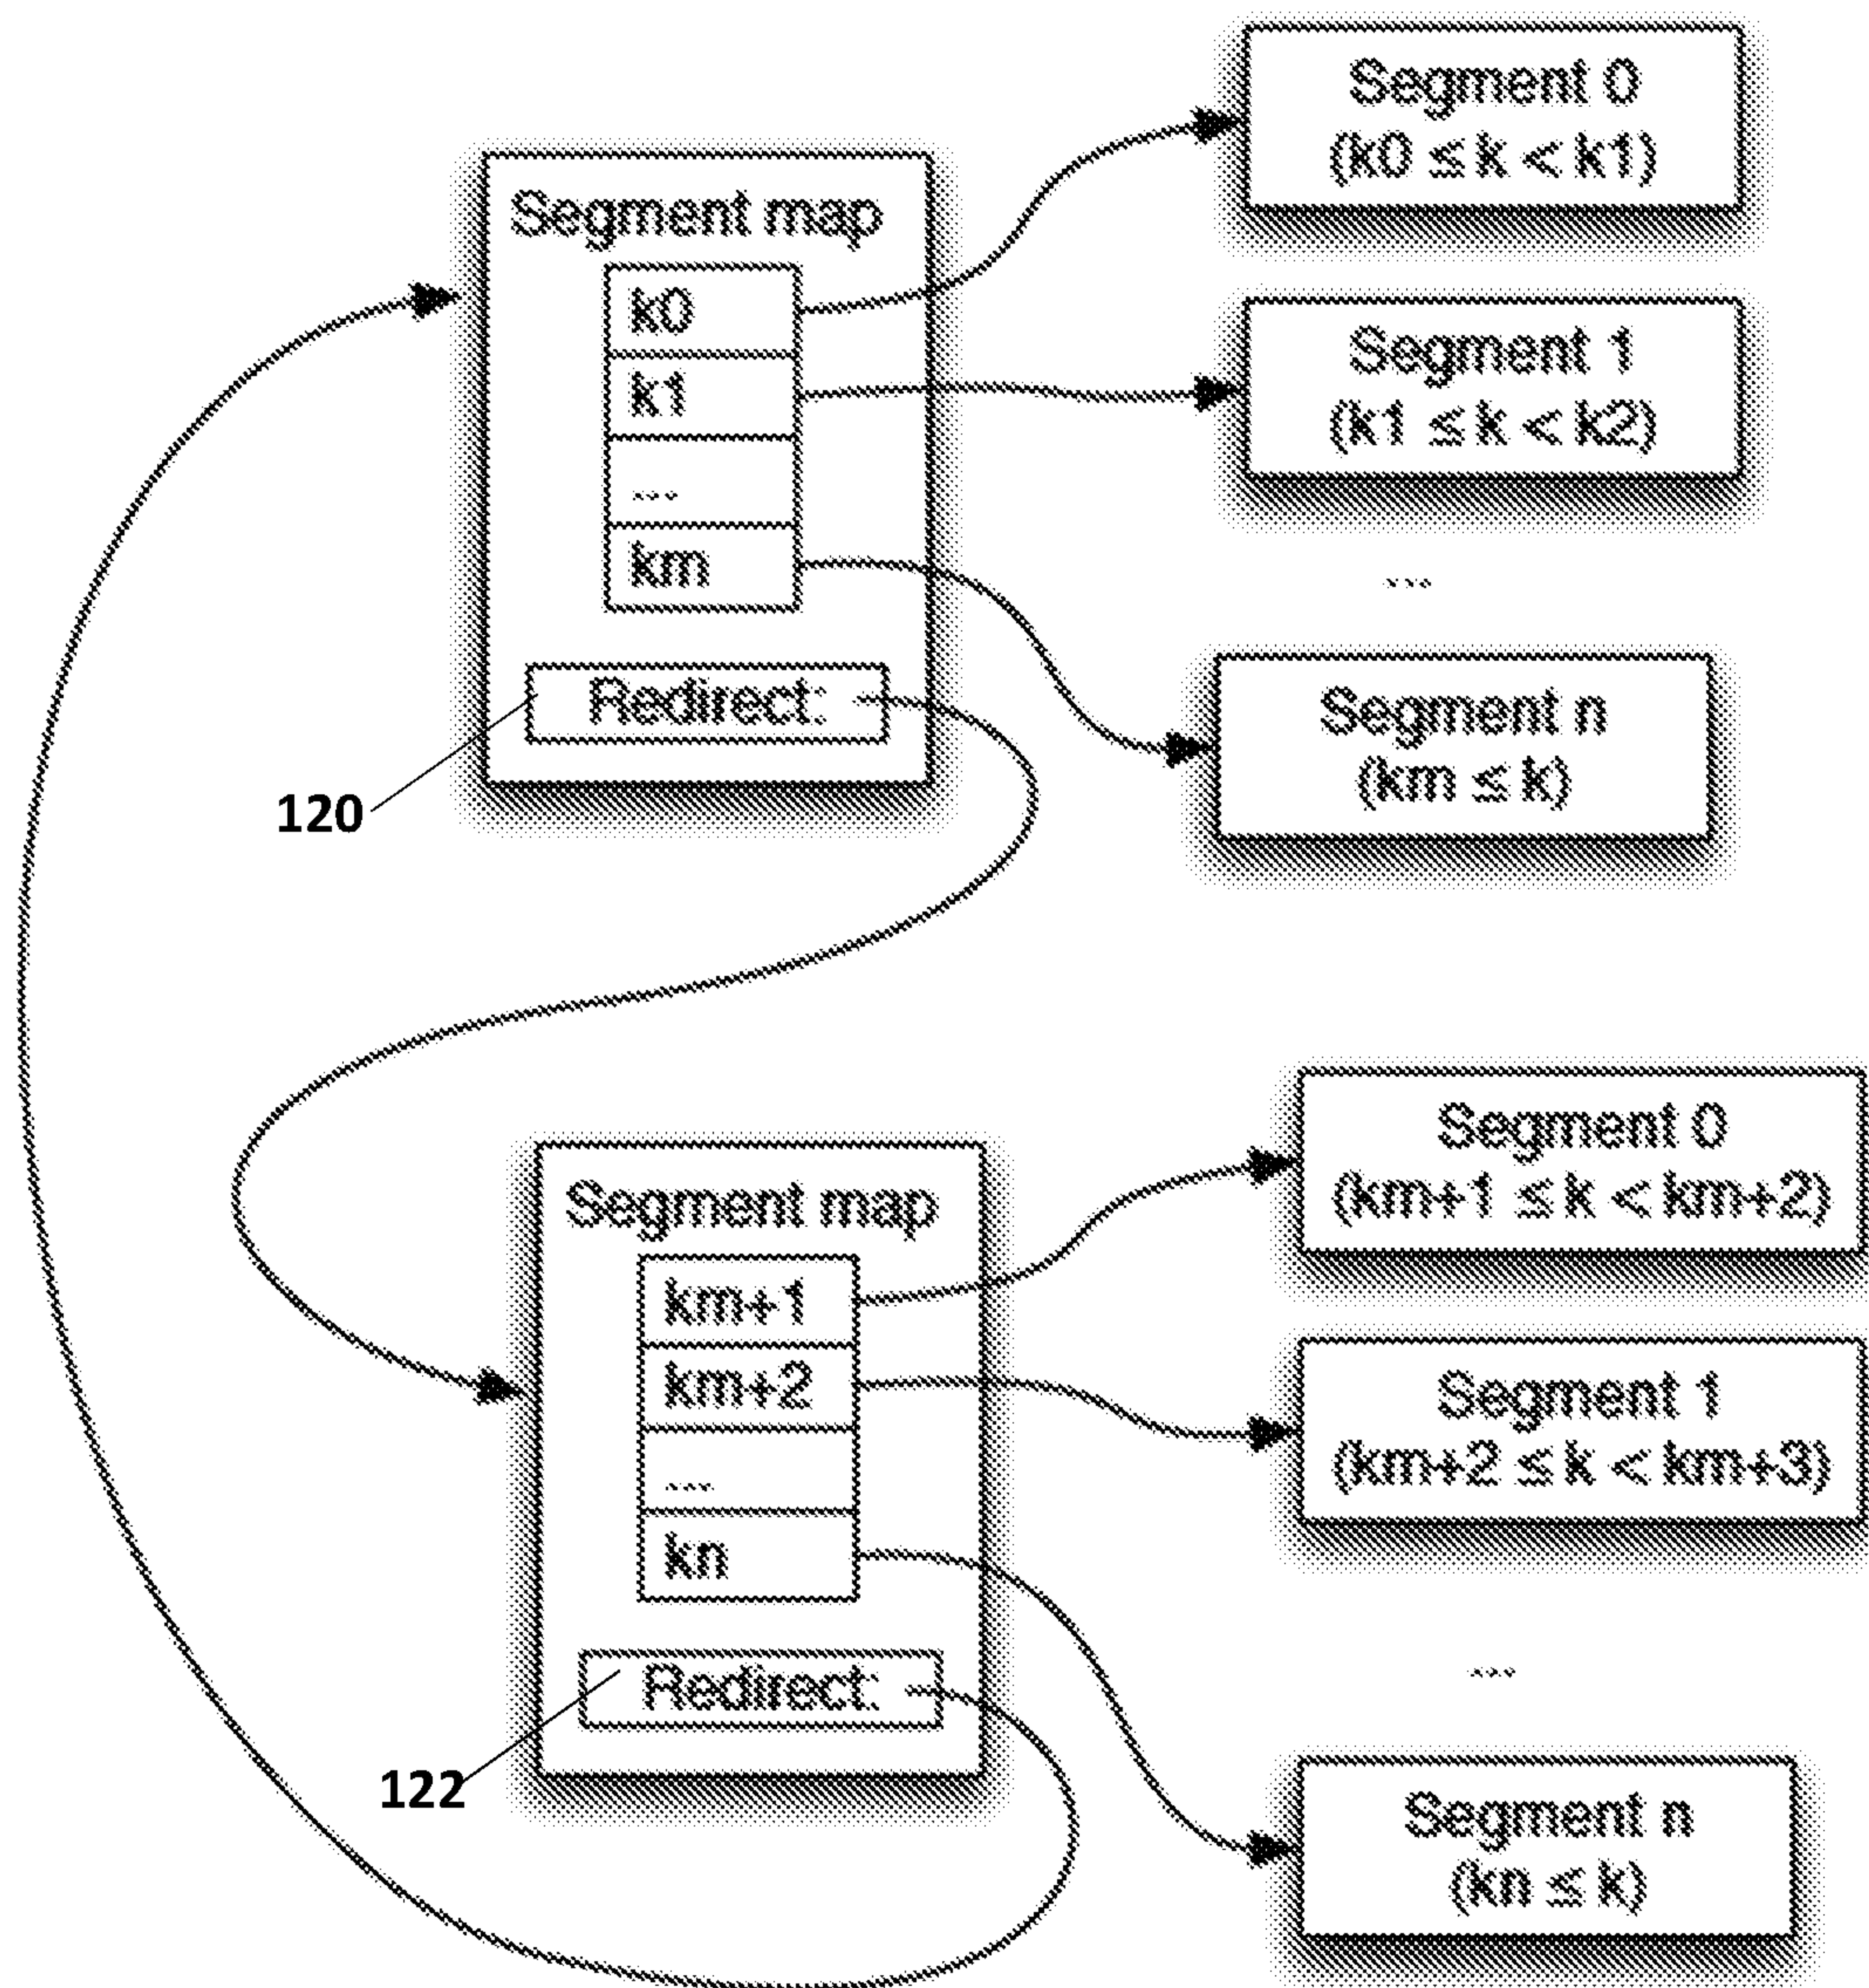 Segment map
k0
k1
...
km
Redirect:
120
Segment 0
(k0 ≤ k < k1)
Segment 1
(k1 ≤ k < k2)
...
Segment n
(km ≤ k)
Segment map
km+1
km+2
...
kn
Redirect:
122
Segment 0
(km+1 ≤ k < km+2)
Segment 1
(km+2 ≤ k < km+3)
...
Segment n
(kn ≤ k)